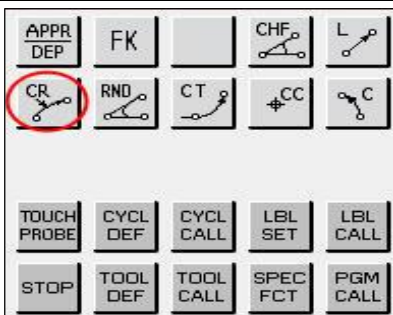 APPR
DEP
FK
CHF
L
CR
RND
CT
CC
C
TOUCH
PROBE
CYCL
DEF
CYCL
CALL
LBL
SET
LBL
CALL
STOP
TOOL
DEF
TOOL
CALL
SPEC
FCT
PGM
CALL